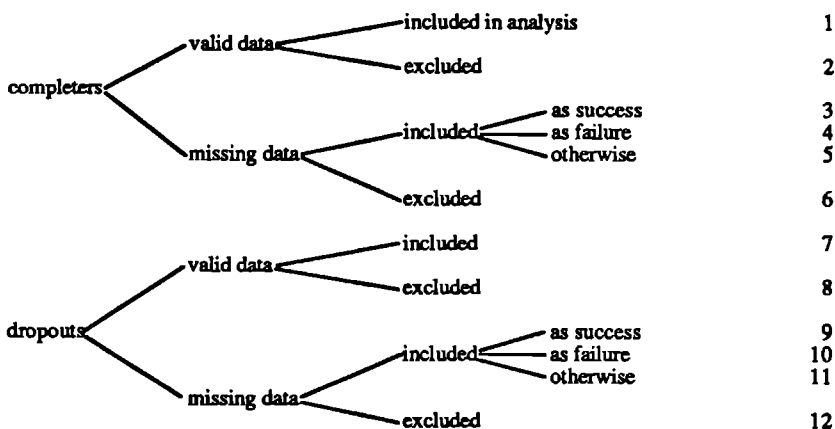 included in analysis 1
valid data
excluded 2
completers
as success 3
included as failure 4
otherwise 5
missing data
excluded 6
included 7
valid data
excluded 8
dropouts
as success 9
included as failure 10
otherwise 11
missing data
excluded 12